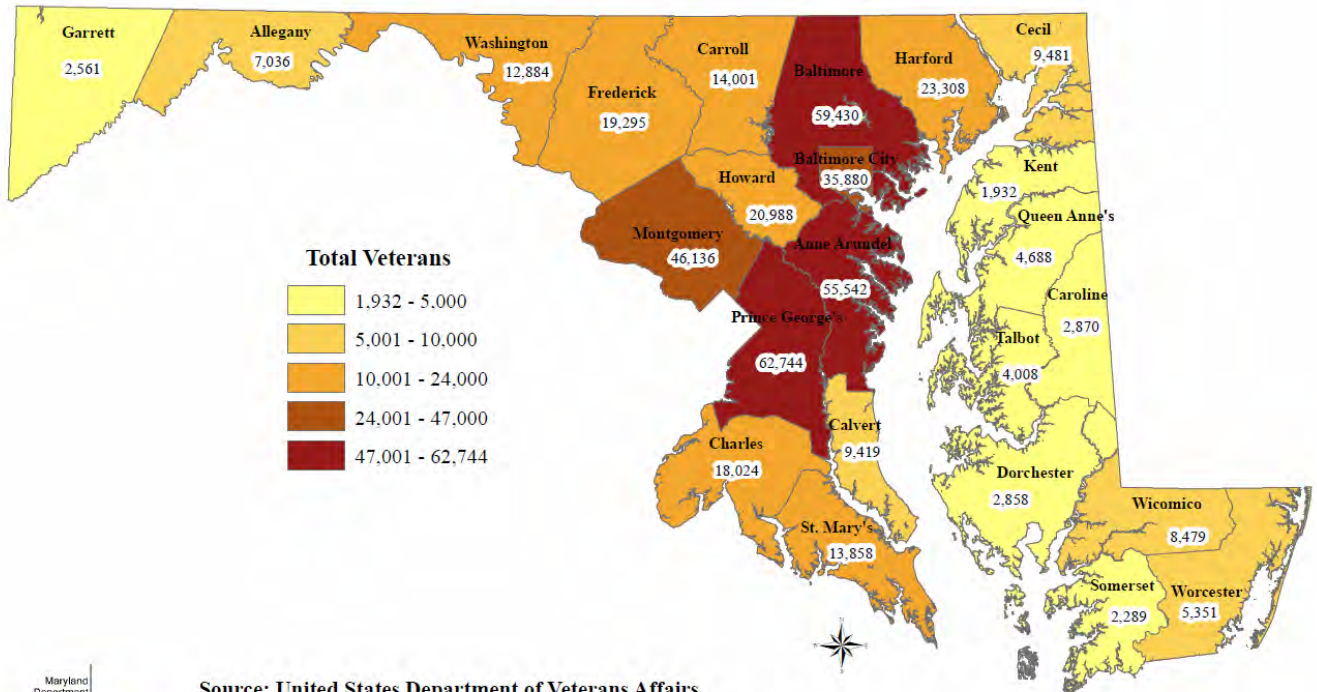 Garrett
2,561
Allegany
7,036
Washington
12,884
Frederick
19,295
Carroll
14,001
Baltimore
59,430
Harford
23,308
Cecil
9,481
Baltimore City
35,880
Howard
20,988
Montgomery
46,136
Anne Arundel
55,542
Prince George's
62,744
Kent
1,932
Queen Anne's
4,688
Caroline
2,870
Talbot
4,008
Calvert
9,419
Charles
18,024
St. Mary's
13,858
Dorchester
2,858
Wicomico
8,479
Somerset
2,289
Worcester
5,351
Total Veterans
1,932 - 5,000
5,001 - 10,000
10,001 - 24,000
24,001 - 47,000
47,001 - 62,744
Maryland
Department
Source: United States Department of Veterans Affairs